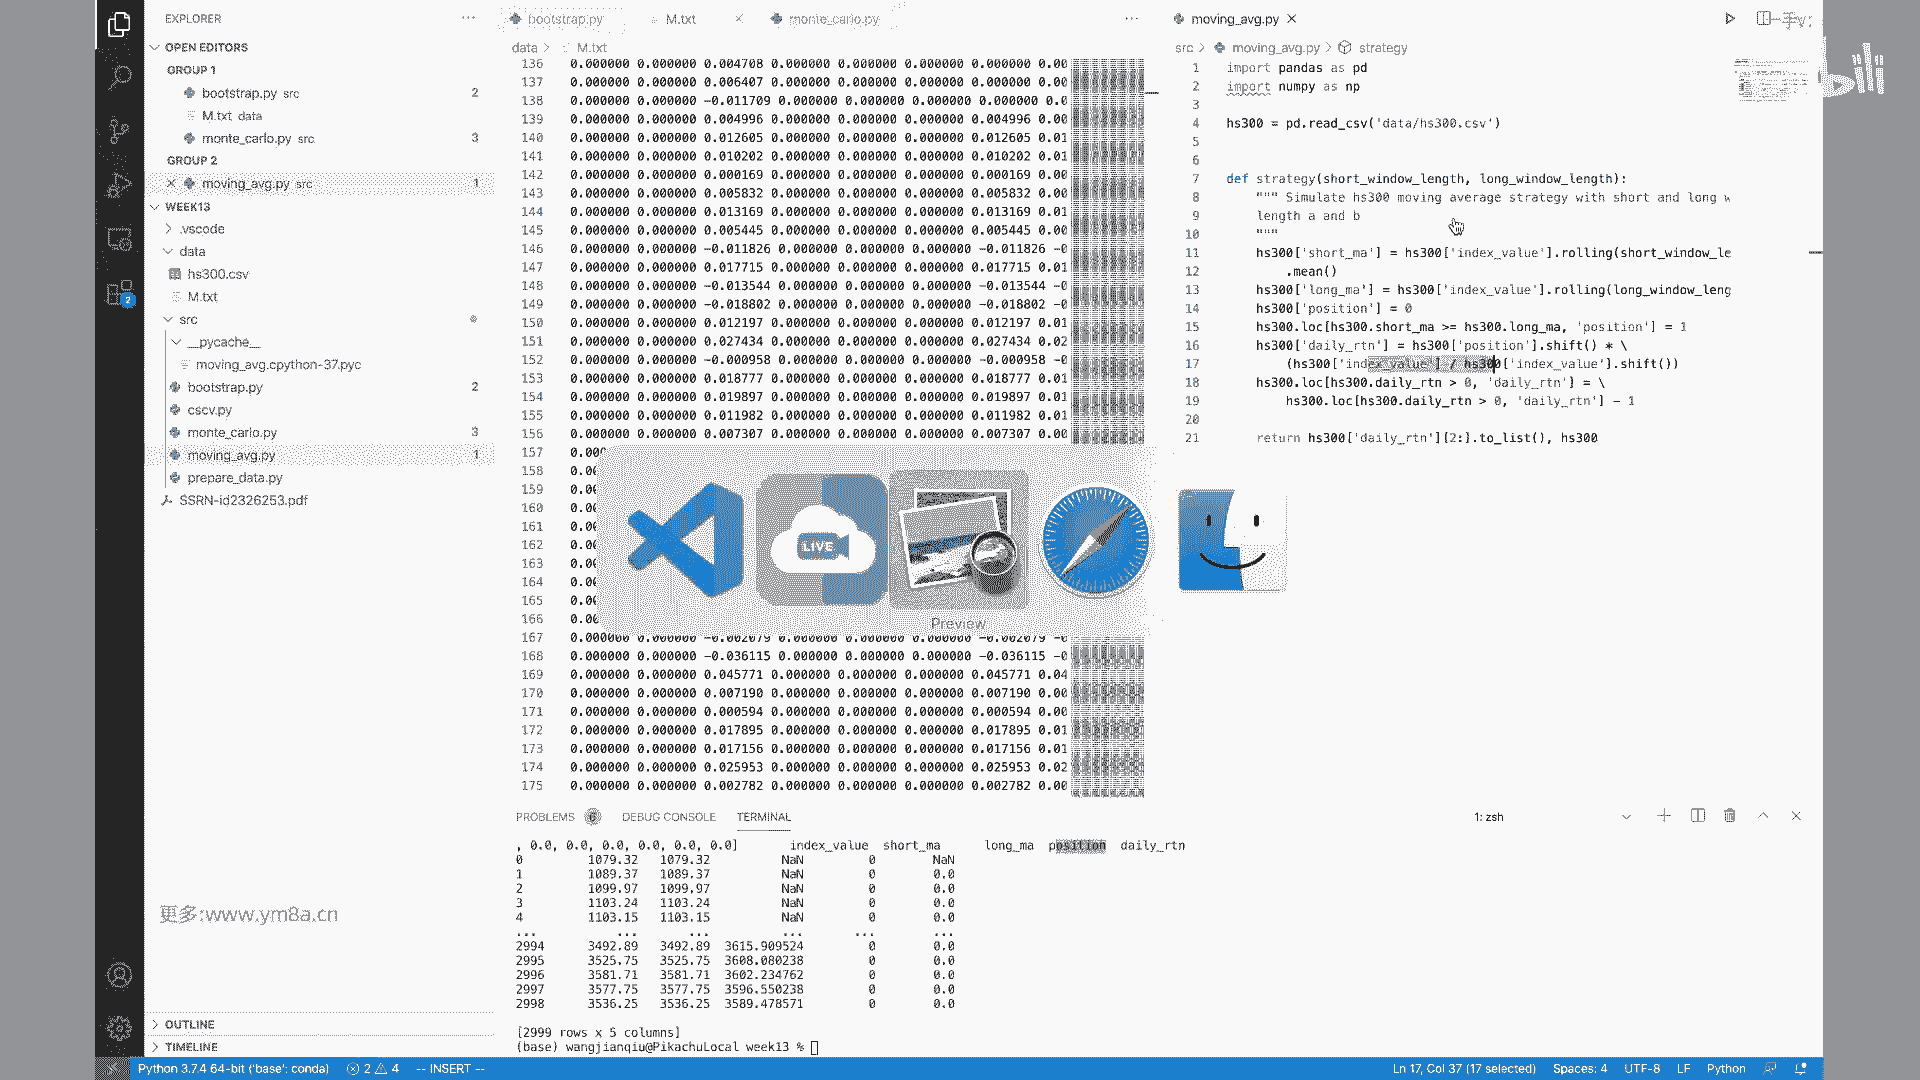 EXPLORER
OPEN EDITORS
GROUP 1
bootstrap.py src 2
M.txt data
monte_carlo.py src 3
GROUP 2
moving_avg.py src 1
WEEK13
.vscode
data
hs300.csv
M.txt
src
__pycache__
moving_avg.cpython-37.pyc
bootstrap.py 2
cscv.py
monte_carlo.py 3
moving_avg.py 1
prepare_data.py
SSRN-id2326253.pdf
更多:www.ym8a.cn
OUTLINE
TIMELINE
bootstrap.py M.txt monte_carlo.py
data > M.txt
136 0.000000 0.000000 0.004708 0.000000 0.000000 0.000000 0.000000 0.00
137 0.000000 0.000000 0.006407 0.000000 0.000000 0.000000 0.000000 0.00
138 0.000000 0.000000 -0.011709 0.000000 0.000000 0.000000 0.000000 0.0
139 0.000000 0.000000 0.004996 0.000000 0.000000 0.000000 0.004996 0.00
140 0.000000 0.000000 0.012605 0.000000 0.000000 0.000000 0.012605 0.01
141 0.000000 0.000000 0.010202 0.000000 0.000000 0.000000 0.010202 0.01
142 0.000000 0.000000 0.000169 0.000000 0.000000 0.000000 0.000169 0.00
143 0.000000 0.000000 0.005832 0.000000 0.000000 0.000000 0.005832 0.00
144 0.000000 0.000000 0.013169 0.000000 0.000000 0.000000 0.013169 0.01
145 0.000000 0.000000 0.005445 0.000000 0.000000 0.000000 0.005445 0.00
146 0.000000 0.000000 -0.011826 0.000000 0.000000 0.000000 -0.011826 -0
147 0.000000 0.000000 0.017715 0.000000 0.000000 0.000000 0.017715 0.01
148 0.000000 0.000000 -0.013544 0.000000 0.000000 0.000000 -0.013544 -0
149 0.000000 0.000000 -0.018802 0.000000 0.000000 0.000000 -0.018802 -0
150 0.000000 0.000000 0.012197 0.000000 0.000000 0.000000 0.012197 0.01
151 0.000000 0.000000 0.027434 0.000000 0.000000 0.000000 0.027434 0.02
152 0.000000 0.000000 -0.000958 0.000000 0.000000 0.000000 -0.000958 -0
153 0.000000 0.000000 0.018777 0.000000 0.000000 0.000000 0.018777 0.01
154 0.000000 0.000000 0.019897 0.000000 0.000000 0.000000 0.019897 0.01
155 0.000000 0.000000 0.011982 0.000000 0.000000 0.000000 0.011982 0.01
156 0.000000 0.000000 0.007307 0.000000 0.000000 0.000000 0.007307 0.00
157 0.00
158 0.0
159 0.0
160 0.0
161 0.0
162 0.0
163 0.0
164 0.0
165 0.0
166 0.0
167 0.000000 0.000000 -0.002079 0.000000 0.000000 0.000000 -0.002079 -0
168 0.000000 0.000000 -0.036115 0.000000 0.000000 0.000000 -0.036115 -0
169 0.000000 0.000000 0.045771 0.000000 0.000000 0.000000 0.045771 0.04
170 0.000000 0.000000 0.007190 0.000000 0.000000 0.000000 0.007190 0.00
171 0.000000 0.000000 0.000594 0.000000 0.000000 0.000000 0.000594 0.00
172 0.000000 0.000000 0.017895 0.000000 0.000000 0.000000 0.017895 0.01
173 0.000000 0.000000 0.017156 0.000000 0.000000 0.000000 0.017156 0.01
174 0.000000 0.000000 0.025953 0.000000 0.000000 0.000000 0.025953 0.02
175 0.000000 0.000000 0.002782 0.000000 0.000000 0.000000 0.002782 0.00
LIVE
Preview
moving_avg.py
src > moving_avg.py > strategy
1 import pandas as pd
2 import numpy as np
3
4 hs300 = pd.read_csv('data/hs300.csv')
5
6
7 def strategy(short_window_length, long_window_length):
8 """ Simulate hs300 moving average strategy with short and long w
9 length a and b
10 """
11 hs300['short_ma'] = hs300['index_value'].rolling(short_window_le
12 .mean()
13 hs300['long_ma'] = hs300['index_value'].rolling(long_window_leng
14 hs300['position'] = 0
15 hs300.loc[hs300.short_ma >= hs300.long_ma, 'position'] = 1
16 hs300['daily_rtn'] = hs300['position'].shift() * \
17 (hs300['index_value'] / hs300['index_value'].shift())
18 hs300.loc[hs300.daily_rtn > 0, 'daily_rtn'] = \
19 hs300.loc[hs300.daily_rtn > 0, 'daily_rtn'] - 1
20
21 return hs300['daily_rtn'][2:].to_list(), hs300
PROBLEMS 6 DEBUG CONSOLE TERMINAL 1: zsh
, 0.0, 0.0, 0.0, 0.0, 0.0, 0.0] index_value short_ma long_ma position daily_rtn
0 1079.32 1079.32 NaN 0 NaN
1 1089.37 1089.37 NaN 0 0.0
2 1099.97 1099.97 NaN 0 0.0
3 1103.24 1103.24 NaN 0 0.0
4 1103.15 1103.15 NaN 0 0.0
... ... ... ... ... ...
2994 3492.89 3492.89 3615.909524 0 0.0
2995 3525.75 3525.75 3608.080238 0 0.0
2996 3581.71 3581.71 3602.234762 0 0.0
2997 3577.75 3577.75 3596.550238 0 0.0
2998 3536.25 3536.25 3589.478571 0 0.0
[2999 rows x 5 columns]
(base) wangjianqiu@PikachuLocal week13 %
Python 3.7.4 64-bit ('base': conda) 2 4 -- INSERT -- Ln 17, Col 37 (17 selected) Spaces: 4 UTF-8 LF Python